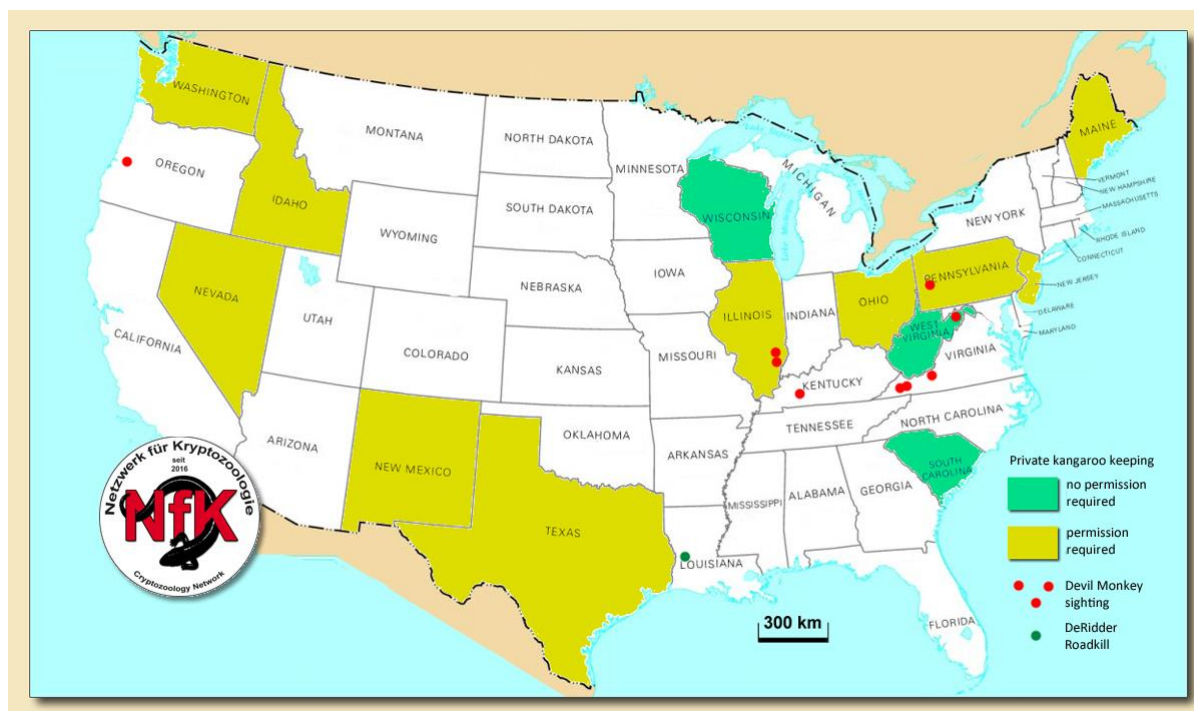 WASHINGTON
MONTANA
NORTH DAKOTA
MINNESOTA
MAINE
OREGON
IDAHO
SOUTH DAKOTA
WISCONSIN
MICHIGAN
VERMONT
NEW HAMPSHIRE
MASSACHUSETTS
NEW YORK
RHODE ISLAND
CONNECTICUT
WYOMING
IOWA
PENNSYLVANIA
NEW JERSEY
NEVADA
NEBRASKA
ILLINOIS
INDIANA
OHIO
DELAWARE
MARYLAND
UTAH
CALIFORNIA
COLORADO
KANSAS
MISSOURI
WEST
VIRGINIA
VIRGINIA
KENTUCKY
ARIZONA
NEW MEXICO
OKLAHOMA
ARKANSAS
TENNESSEE
NORTH CAROLINA
SOUTH
CAROLINA
TEXAS
LOUISIANA
MISSISSIPPI
ALABAMA
GEORGIA
FLORIDA
Netzwerk für Kryptozoologie
seit
2016
NfK
Cryptozoology Network
300 km
Private kangaroo keeping
no permission
required
permission
required
Devil Monkey
sighting
DeRidder
Roadkill